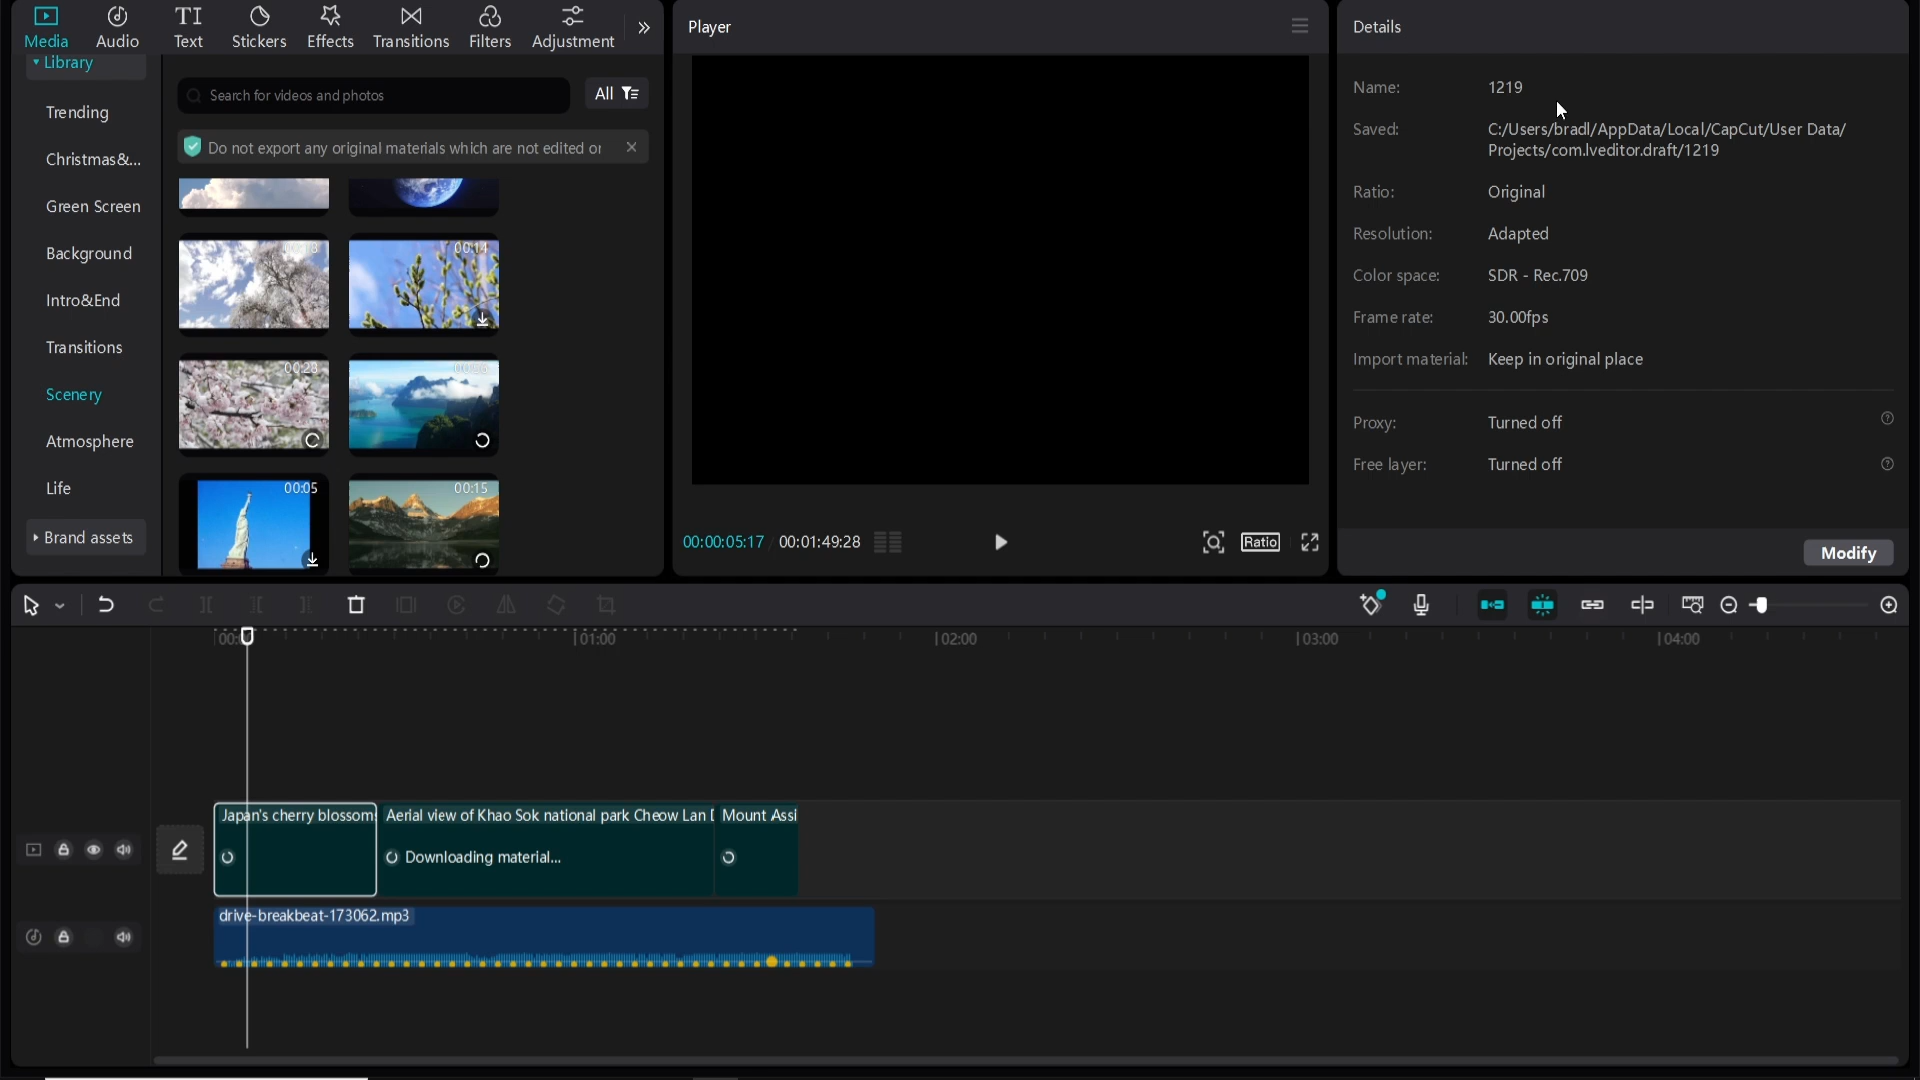 Media
Audio
Text
Stickers
Effects
Transitions
Filters
Adjustment
Library
Trending
Christmas&...
Green Screen
Background
Intro&End
Transitions
Scenery
Atmosphere
Life
Brand assets
Search for videos and photos
All
Do not export any original materials which are not edited or
00:14
00:28
00:05
00:15
Player
00:00:05:17
00:01:49:28
Ratio
Details
Name: 1219
Saved: C:/Users/bradl/AppData/Local/CapCut/User Data/
Projects/com.lveditor.draft/1219
Ratio: Original
Resolution: Adapted
Color space: SDR - Rec.709
Frame rate: 30.00fps
Import material: Keep in original place
Proxy: Turned off
Free layer: Turned off
Modify
01:00
02:00
03:00
04:00
Japan's cherry blossom
Aerial view of Khao Sok national park Cheow Lan
Mount Assi
Downloading material...
drive-breakbeat-173062.mp3